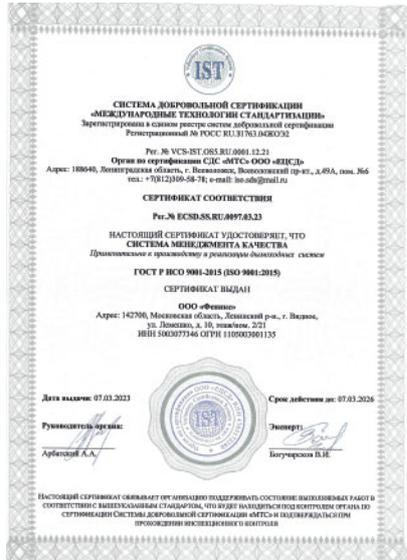 IST
СИСТЕМА ДОБРОВОЛЬНОЙ СЕРТИФИКАЦИИ
«МЕЖДУНАРОДНЫЕ ТЕХНОЛОГИИ СТАНДАРТИЗАЦИИ»
Зарегистрирована в едином реестре систем добровольной сертификации
Регистрационный № РОСС RU.31763.04ЖОЭ2
Рег. № VCS-IST.OS5.RU.0001.12.21
Орган по сертификации СДС «МТС» ООО «ЕЦСД»
Адрес: 188640, Ленинградская область, г. Всеволожск, Всеволожский пр-кт., д.49А, пом. №6
тел.: +7(812)309-58-78; e-mail: iso.sds@mail.ru
СЕРТИФИКАТ СООТВЕТСТВИЯ
Рег.№ ECSD.SS.RU.0097.03.23
НАСТОЯЩИЙ СЕРТИФИКАТ УДОСТОВЕРЯЕТ, ЧТО
СИСТЕМА МЕНЕДЖМЕНТА КАЧЕСТВА
Применительно к производству и реализации дымоходных систем
ГОСТ Р ИСО 9001-2015 (ISO 9001:2015)
СЕРТИФИКАТ ВЫДАН
ООО «Феникс»
Адрес: 142700, Московская область, Ленинский р-н., г. Видное,
ул. Лемешко, д. 10, этаж/пом. 2/21
ИНН 5003077346 ОГРН 1105003001135
Дата выдачи: 07.03.2023
Срок действия до: 07.03.2026
IST
Руководитель органа:
Эксперт:
Арбатский А.А.
Богучарсков В.И.
НАСТОЯЩИЙ СЕРТИФИКАТ ОБЯЗЫВАЕТ ОРГАНИЗАЦИЮ ПОДДЕРЖИВАТЬ СОСТОЯНИЕ ВЫПОЛНЯЕМЫХ РАБОТ В
СООТВЕТСТВИИ С ВЫШЕУКАЗАННЫМ СТАНДАРТОМ, ЧТО БУДЕТ НАХОДИТЬСЯ ПОД КОНТРОЛЕМ ОРГАНА ПО
СЕРТИФИКАЦИИ СИСТЕМЫ ДОБРОВОЛЬНОЙ СЕРТИФИКАЦИИ «МТС» И ПОДТВЕРЖДАТЬСЯ ПРИ
ПРОХОЖДЕНИИ ИНСПЕКЦИОННОГО КОНТРОЛЯ